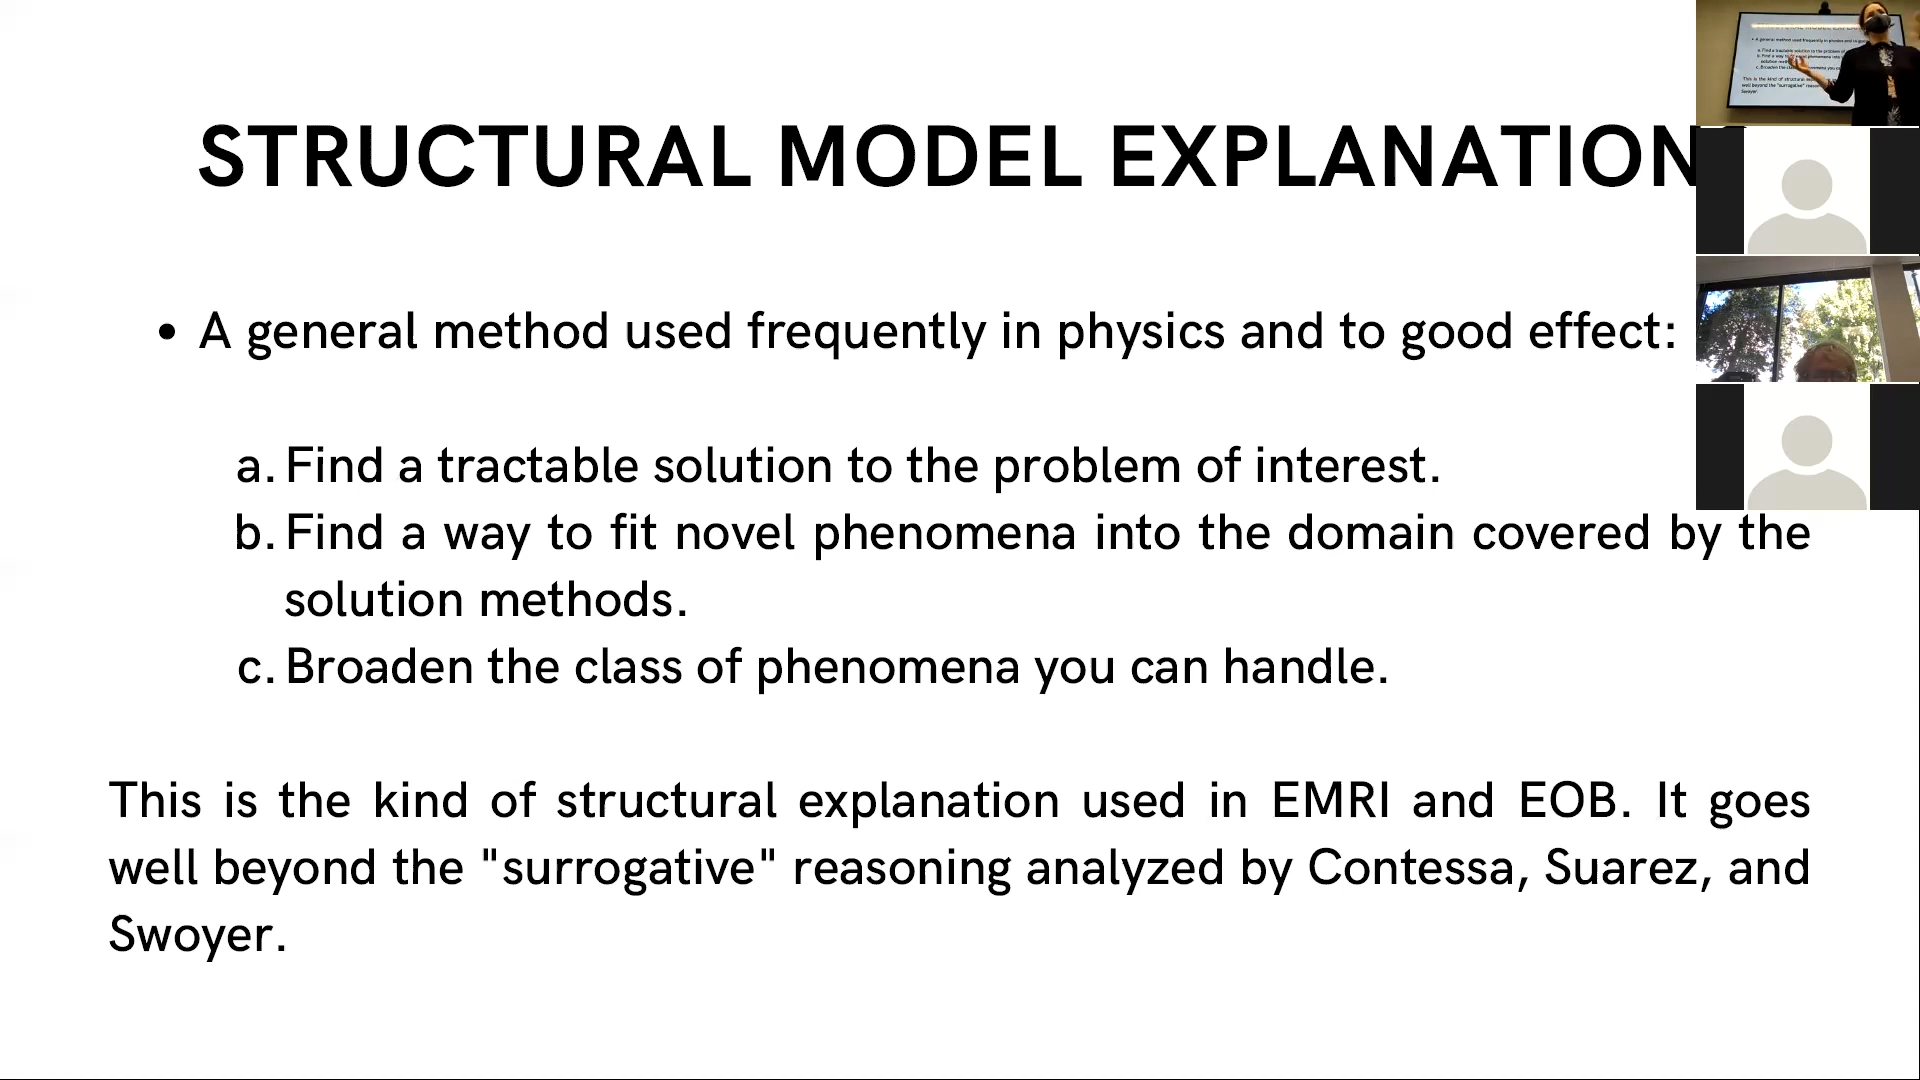 STRUCTURAL MODEL EXPLANATION
• A general method used frequently in physics and to good effect:
a. Find a tractable solution to the problem of interest.
b. Find a way to fit novel phenomena into the domain covered by the
solution methods.
c. Broaden the class of phenomena you can handle.
This is the kind of structural explanation used in EMRI and EOB. It goes
well beyond the "surrogative" reasoning analyzed by Contessa, Suarez, and
Swoyer.